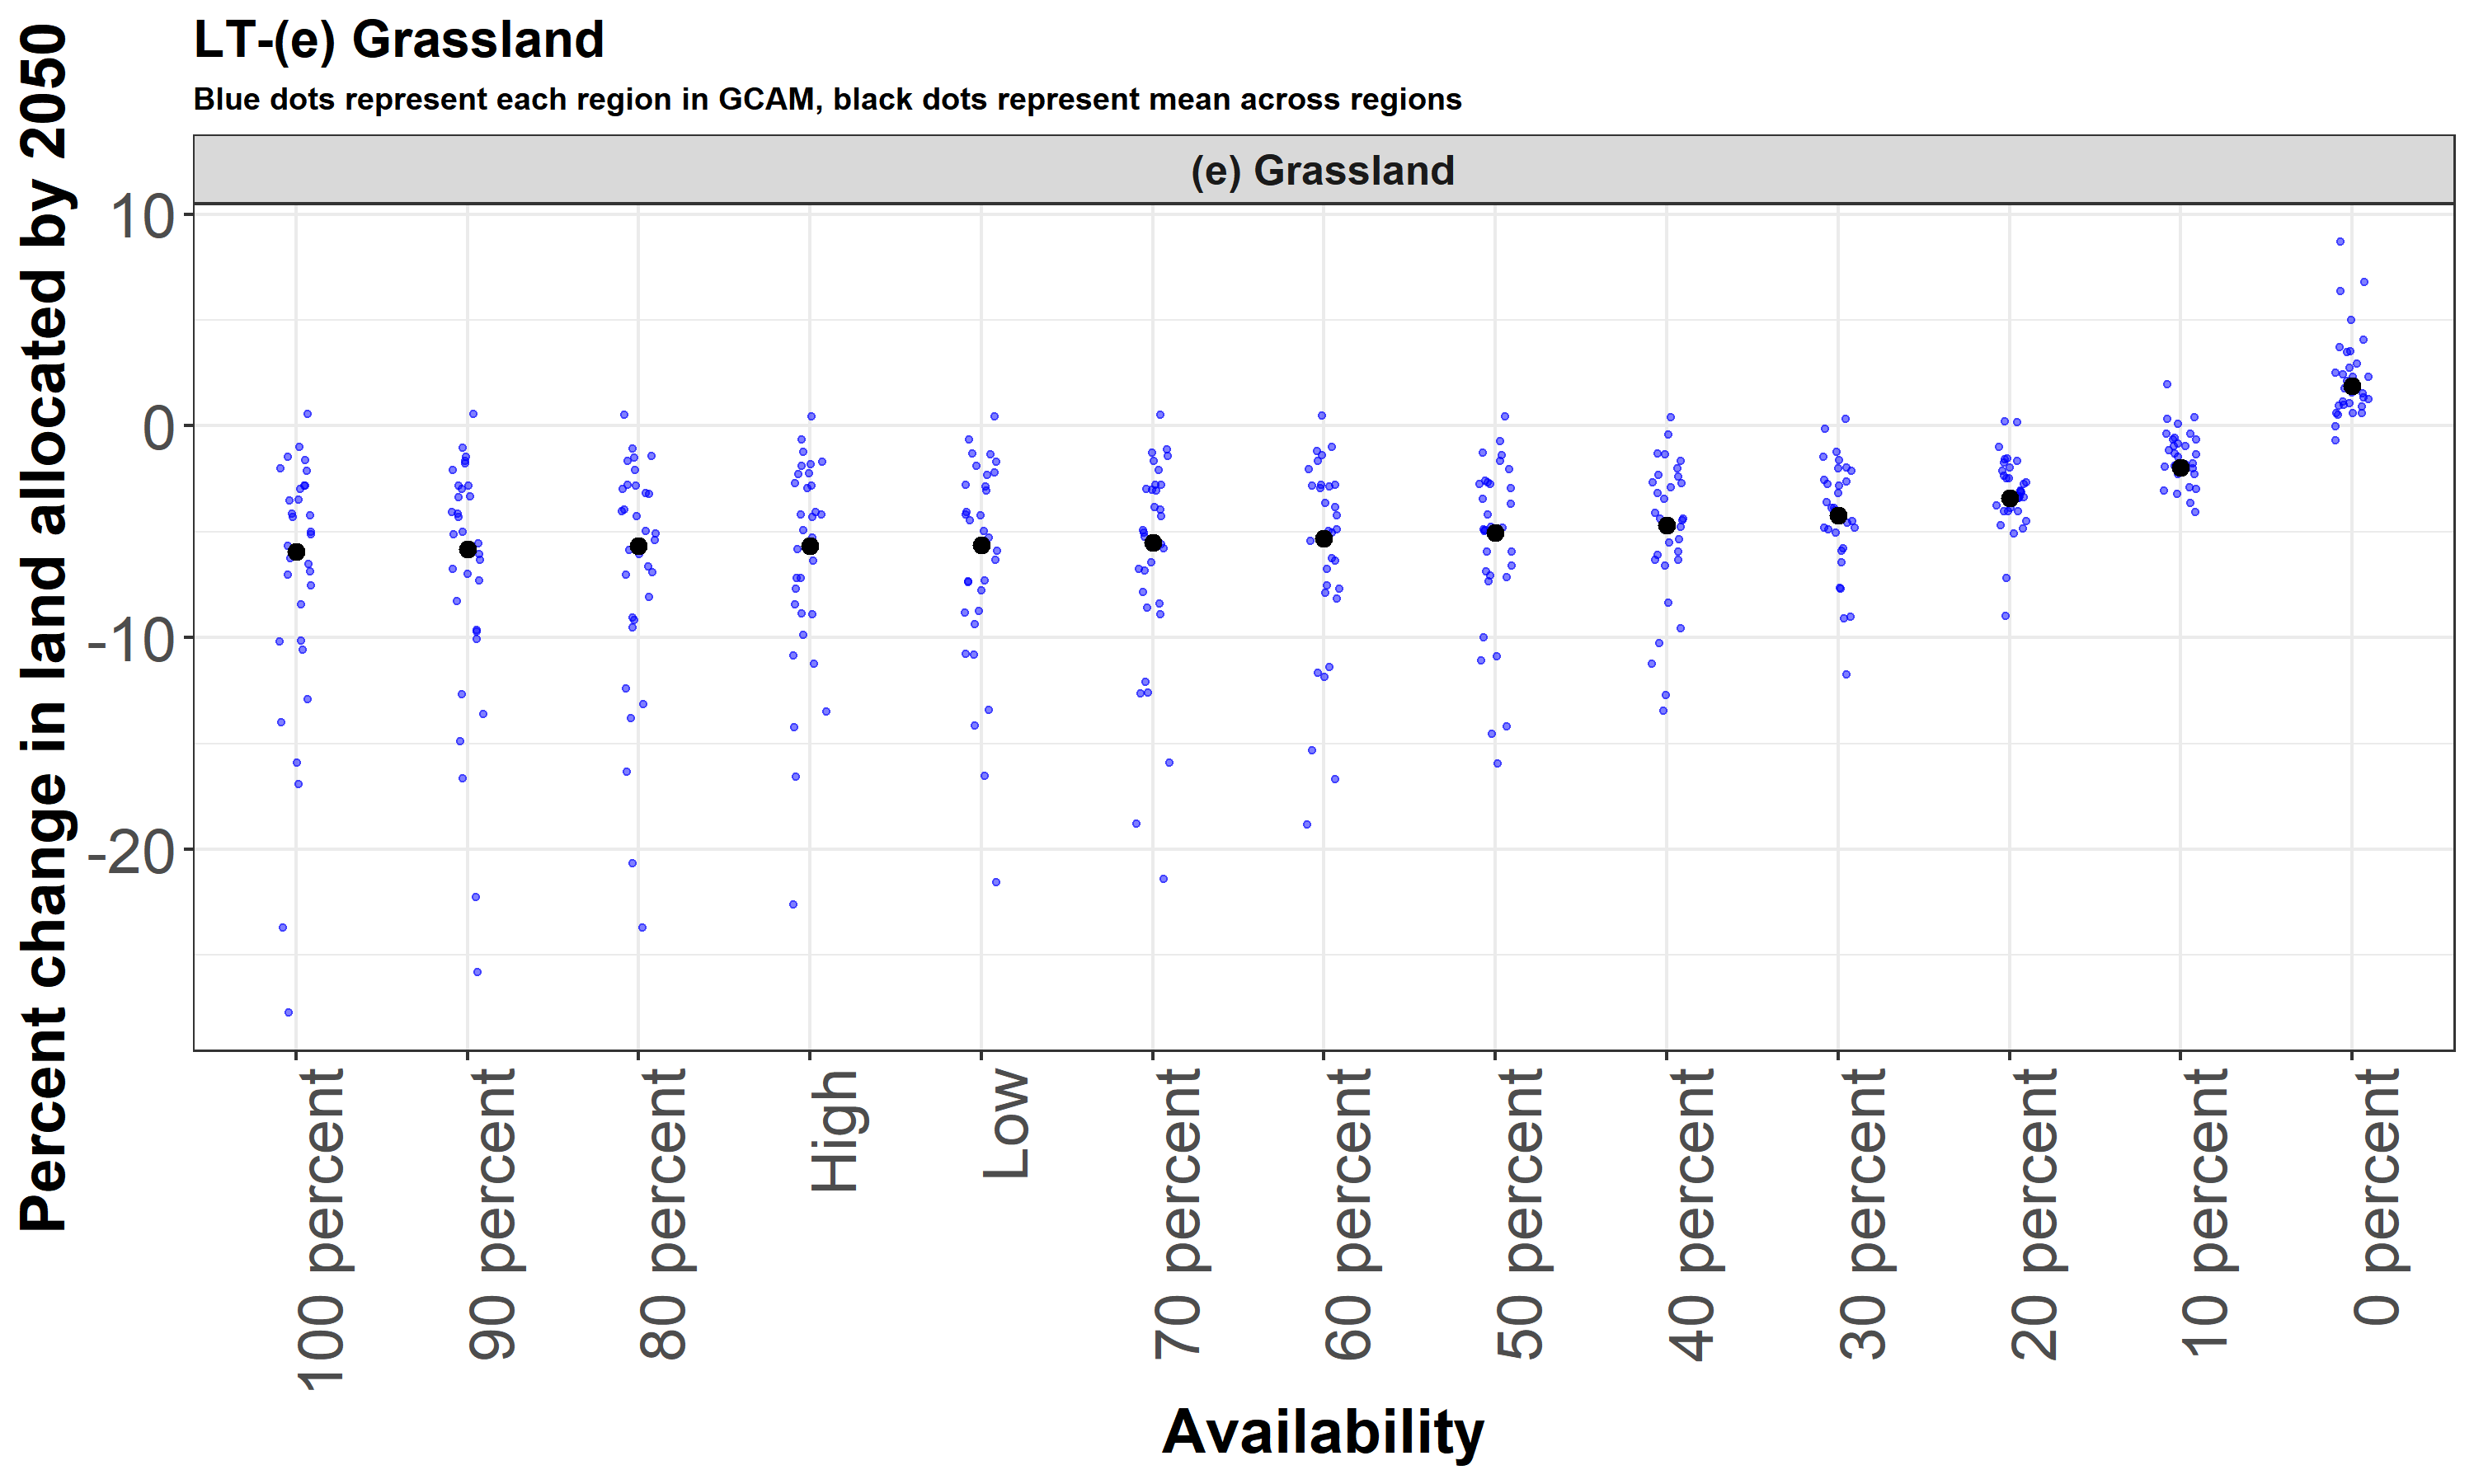 LT-(e) Grassland
Blue dots represent each region in GCAM, black dots represent mean across regions
(e) Grassland
Percent change in land allocated by 2050
10
0
-10
-20
100 percent
90 percent
80 percent
High
Low
70 percent
60 percent
50 percent
40 percent
30 percent
20 percent
10 percent
0 percent
Availability